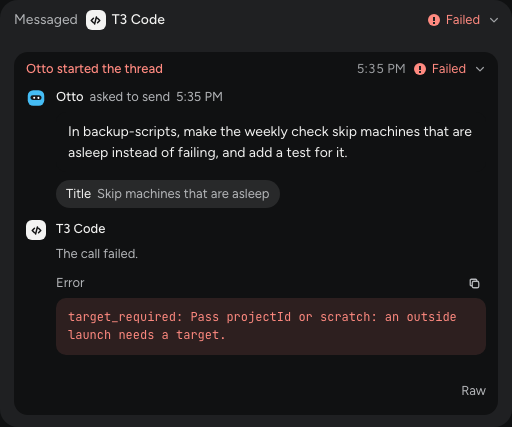 Messaged T3 Code Failed
Otto started the thread 5:35 PM Failed
Otto asked to send 5:35 PM
In backup-scripts, make the weekly check skip machines that are
asleep instead of failing, and add a test for it.
Title Skip machines that are asleep
T3 Code
The call failed.
Error
target_required: Pass projectId or scratch: an outside
launch needs a target.
Raw